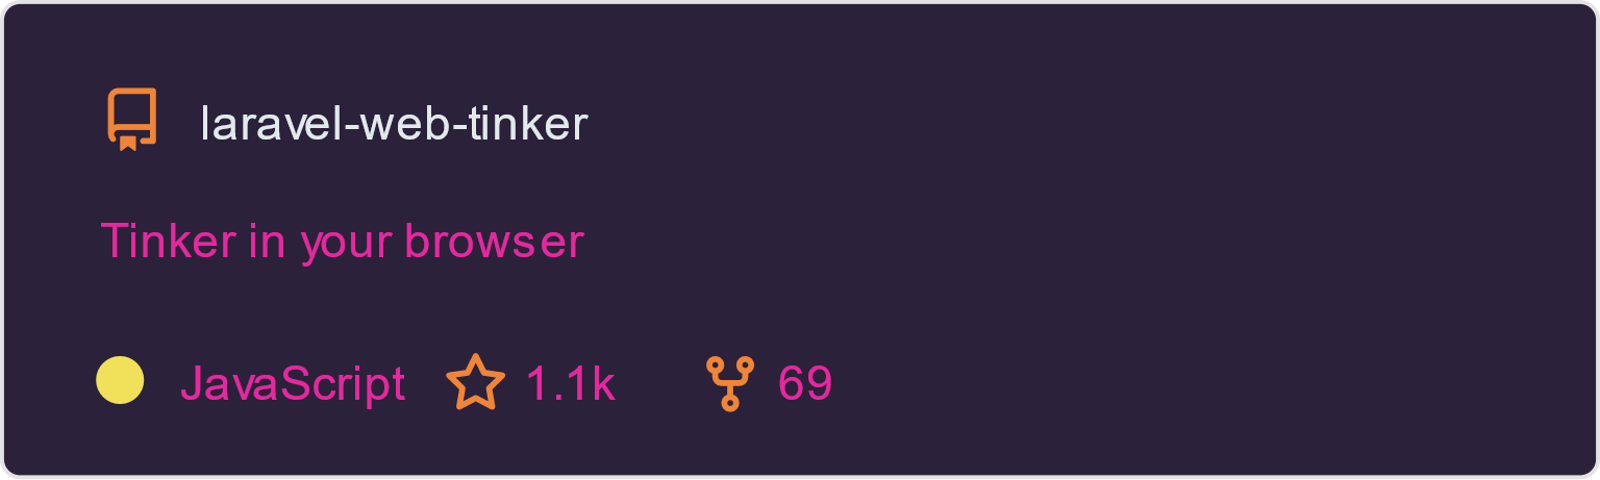 laravel-web-tinker
Tinker in your browser
JavaScript 1.1k 69